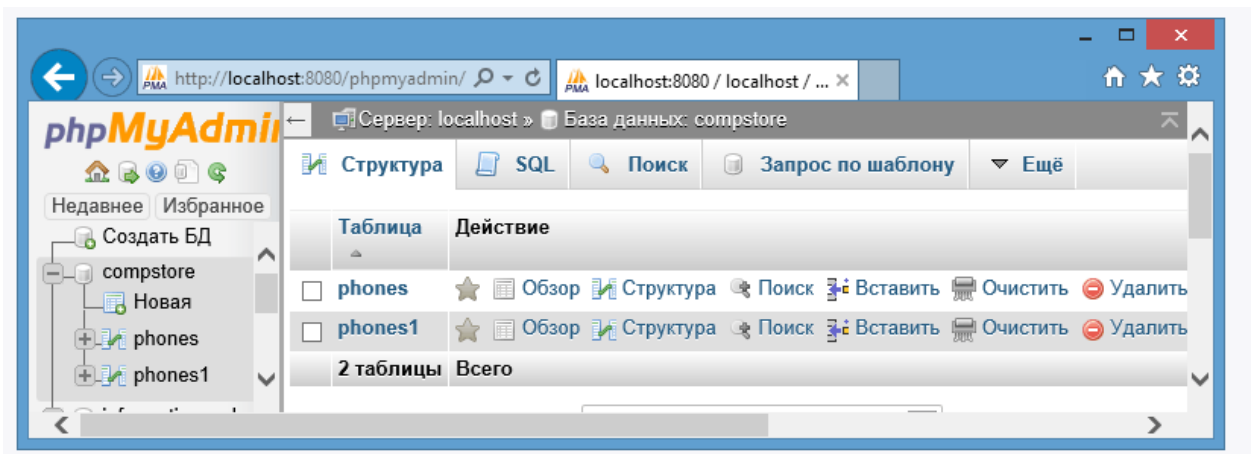 http://localhost:8080/phpmyadmin/
localhost:8080 / localhost / ...
phpMyAdmi
Недавнее Избранное
Создать БД
compstore
Новая
phones
phones1
Сервер: localhost » База данных: compstore
Структура SQL Поиск Запрос по шаблону Ещё
Таблица Действие
phones Обзор Структура Поиск Вставить Очистить Удалить
phones1 Обзор Структура Поиск Вставить Очистить Удалить
2 таблицы Всего